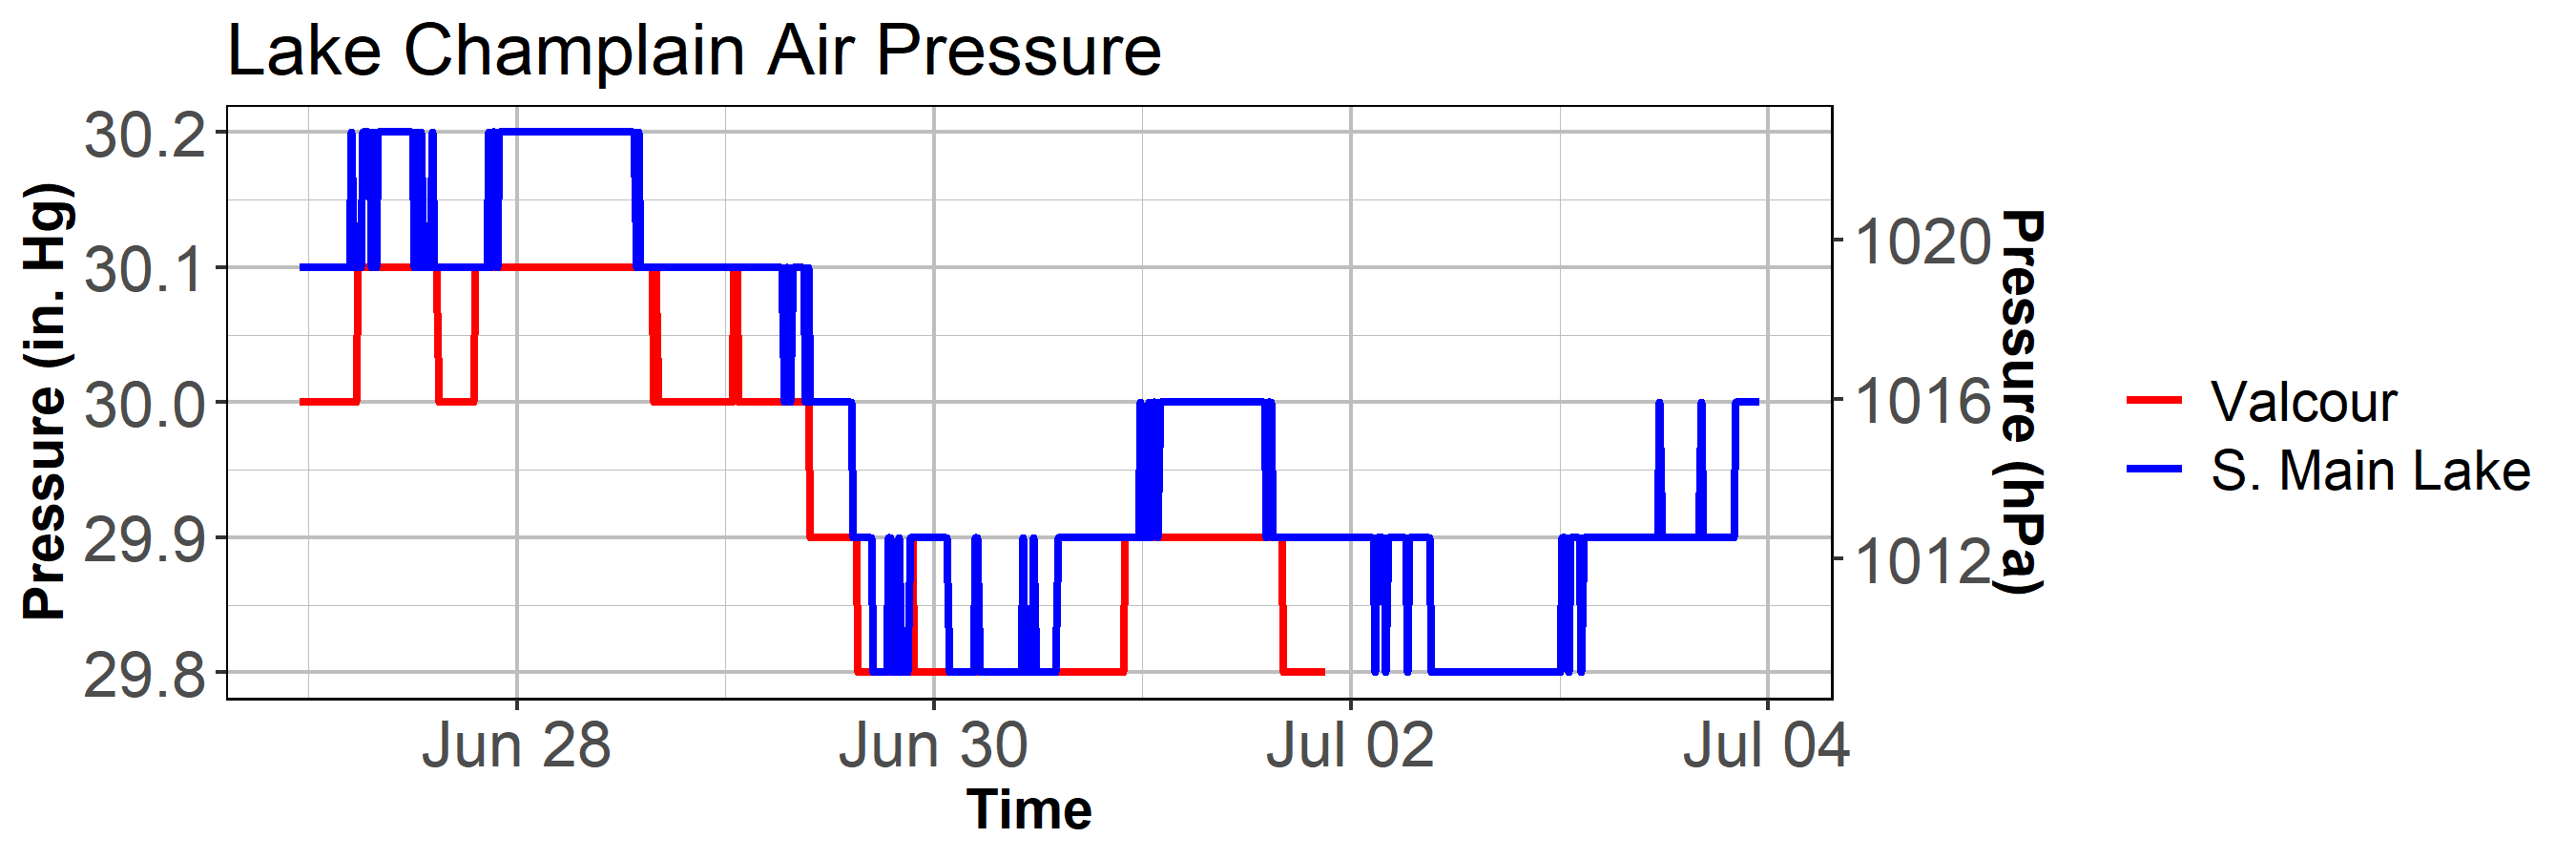 Lake Champlain Air Pressure
30.2
30.1
30.0
29.9
29.8
Pressure (in. Hg)
1020
1016
1012
Pressure (hPa)
Jun 28
Jun 30
Jul 02
Jul 04
Time
Valcour
S. Main Lake